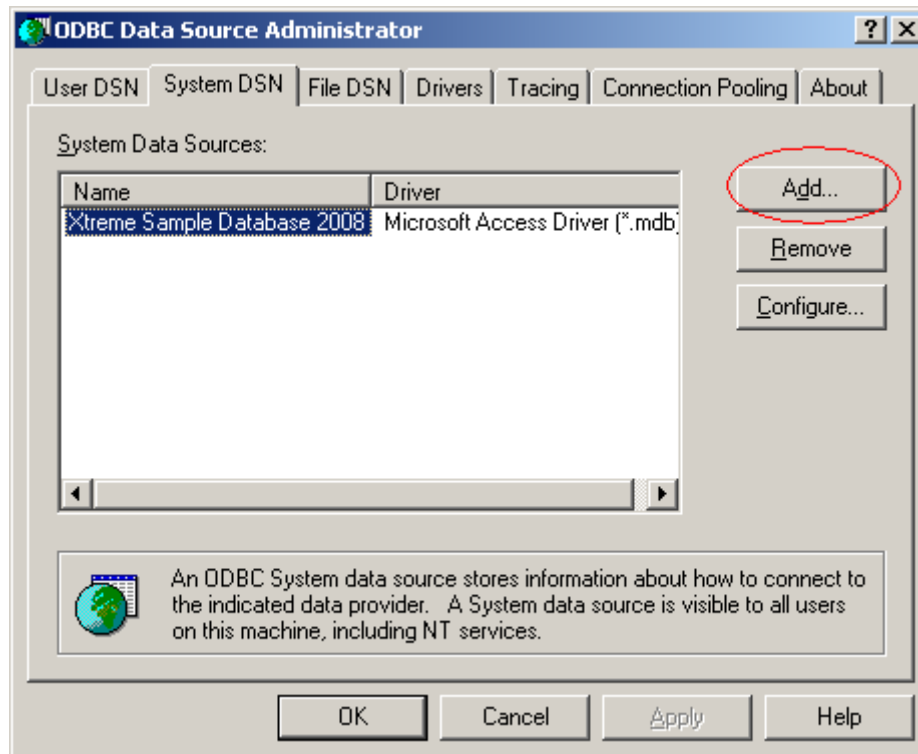 ODBC Data Source Administrator
User DSN System DSN File DSN Drivers Tracing Connection Pooling About
System Data Sources:
Name Driver
Xtreme Sample Database 2008 Microsoft Access Driver (*.mdb)
Add...
Remove
Configure...
An ODBC System data source stores information about how to connect to
the indicated data provider. A System data source is visible to all users
on this machine, including NT services.
OK Cancel Apply Help